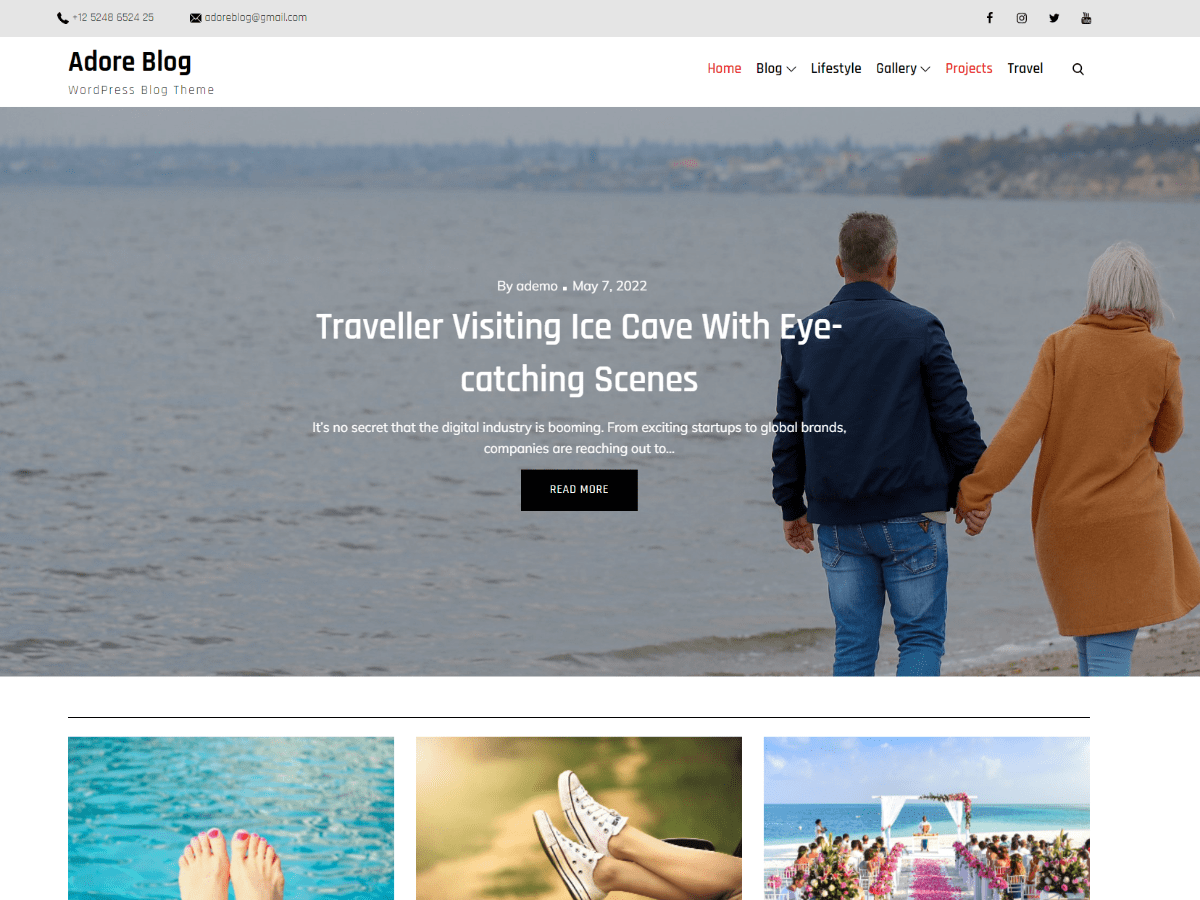 +12 5248 6524 25 adoreblog@gmail.com
Adore Blog
WordPress Blog Theme
Home Blog Lifestyle Gallery Projects Travel
By ademo May 7, 2022
Traveller Visiting Ice Cave With Eye-
catching Scenes
It's no secret that the digital industry is booming. From exciting startups to global brands,
companies are reaching out to...
READ MORE